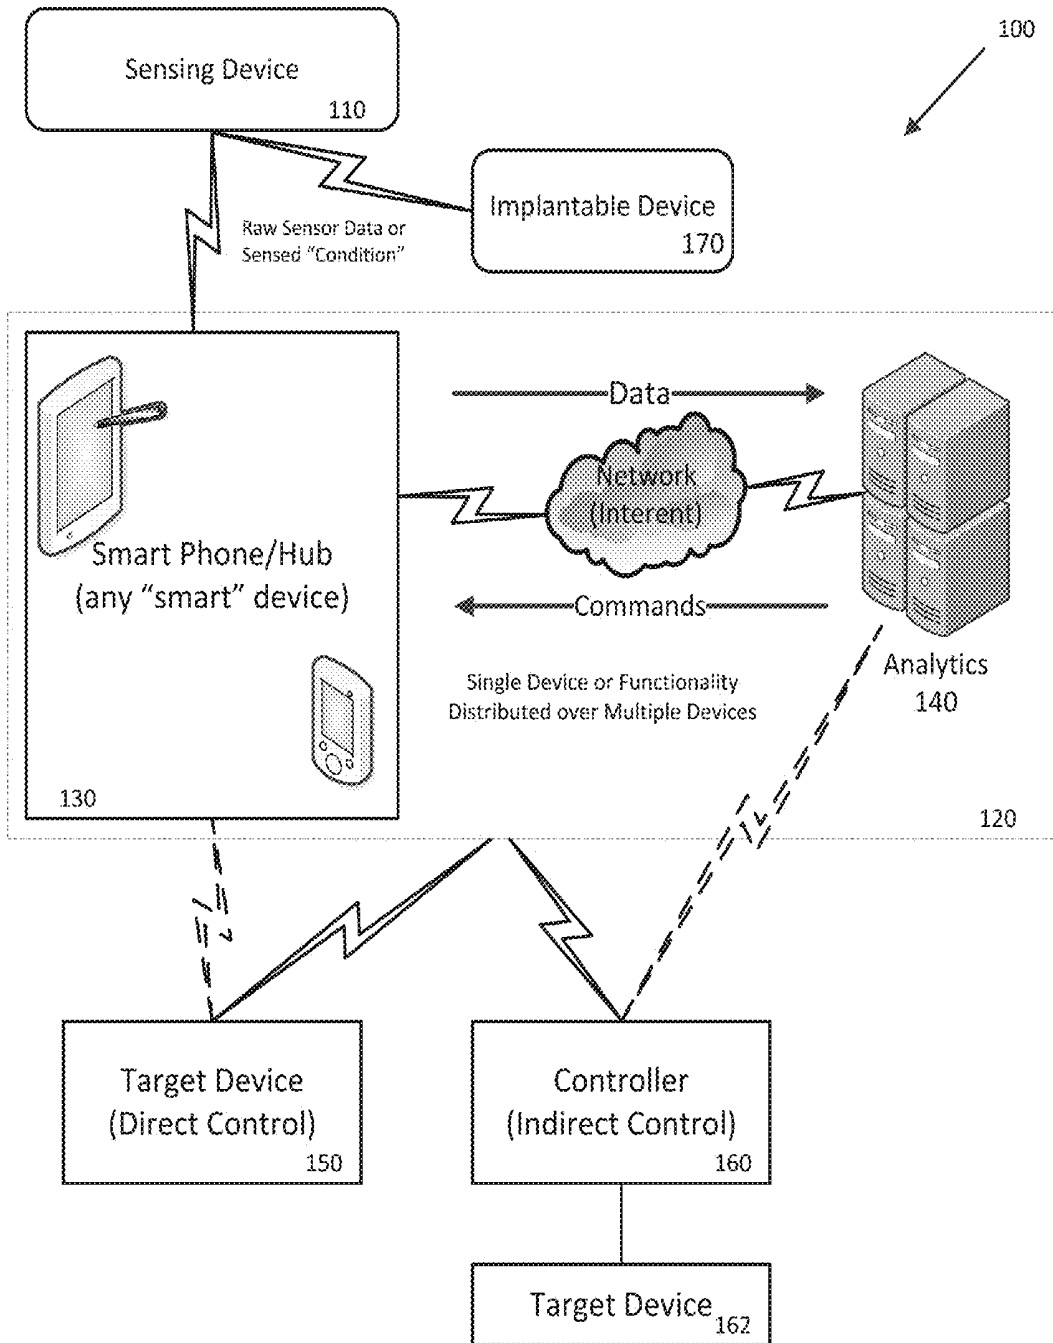 100
Sensing Device
110
Implantable Device
170
Raw Sensor Data or
Sensed “Condition”
Data
Network
(Interent)
Smart Phone/Hub
(any “smart” device)
Commands
Analytics
140
Single Device or Functionality
Distributed over Multiple Devices
130
120
Target Device
(Direct Control)
150
Controller
(Indirect Control)
160
Target Device
162